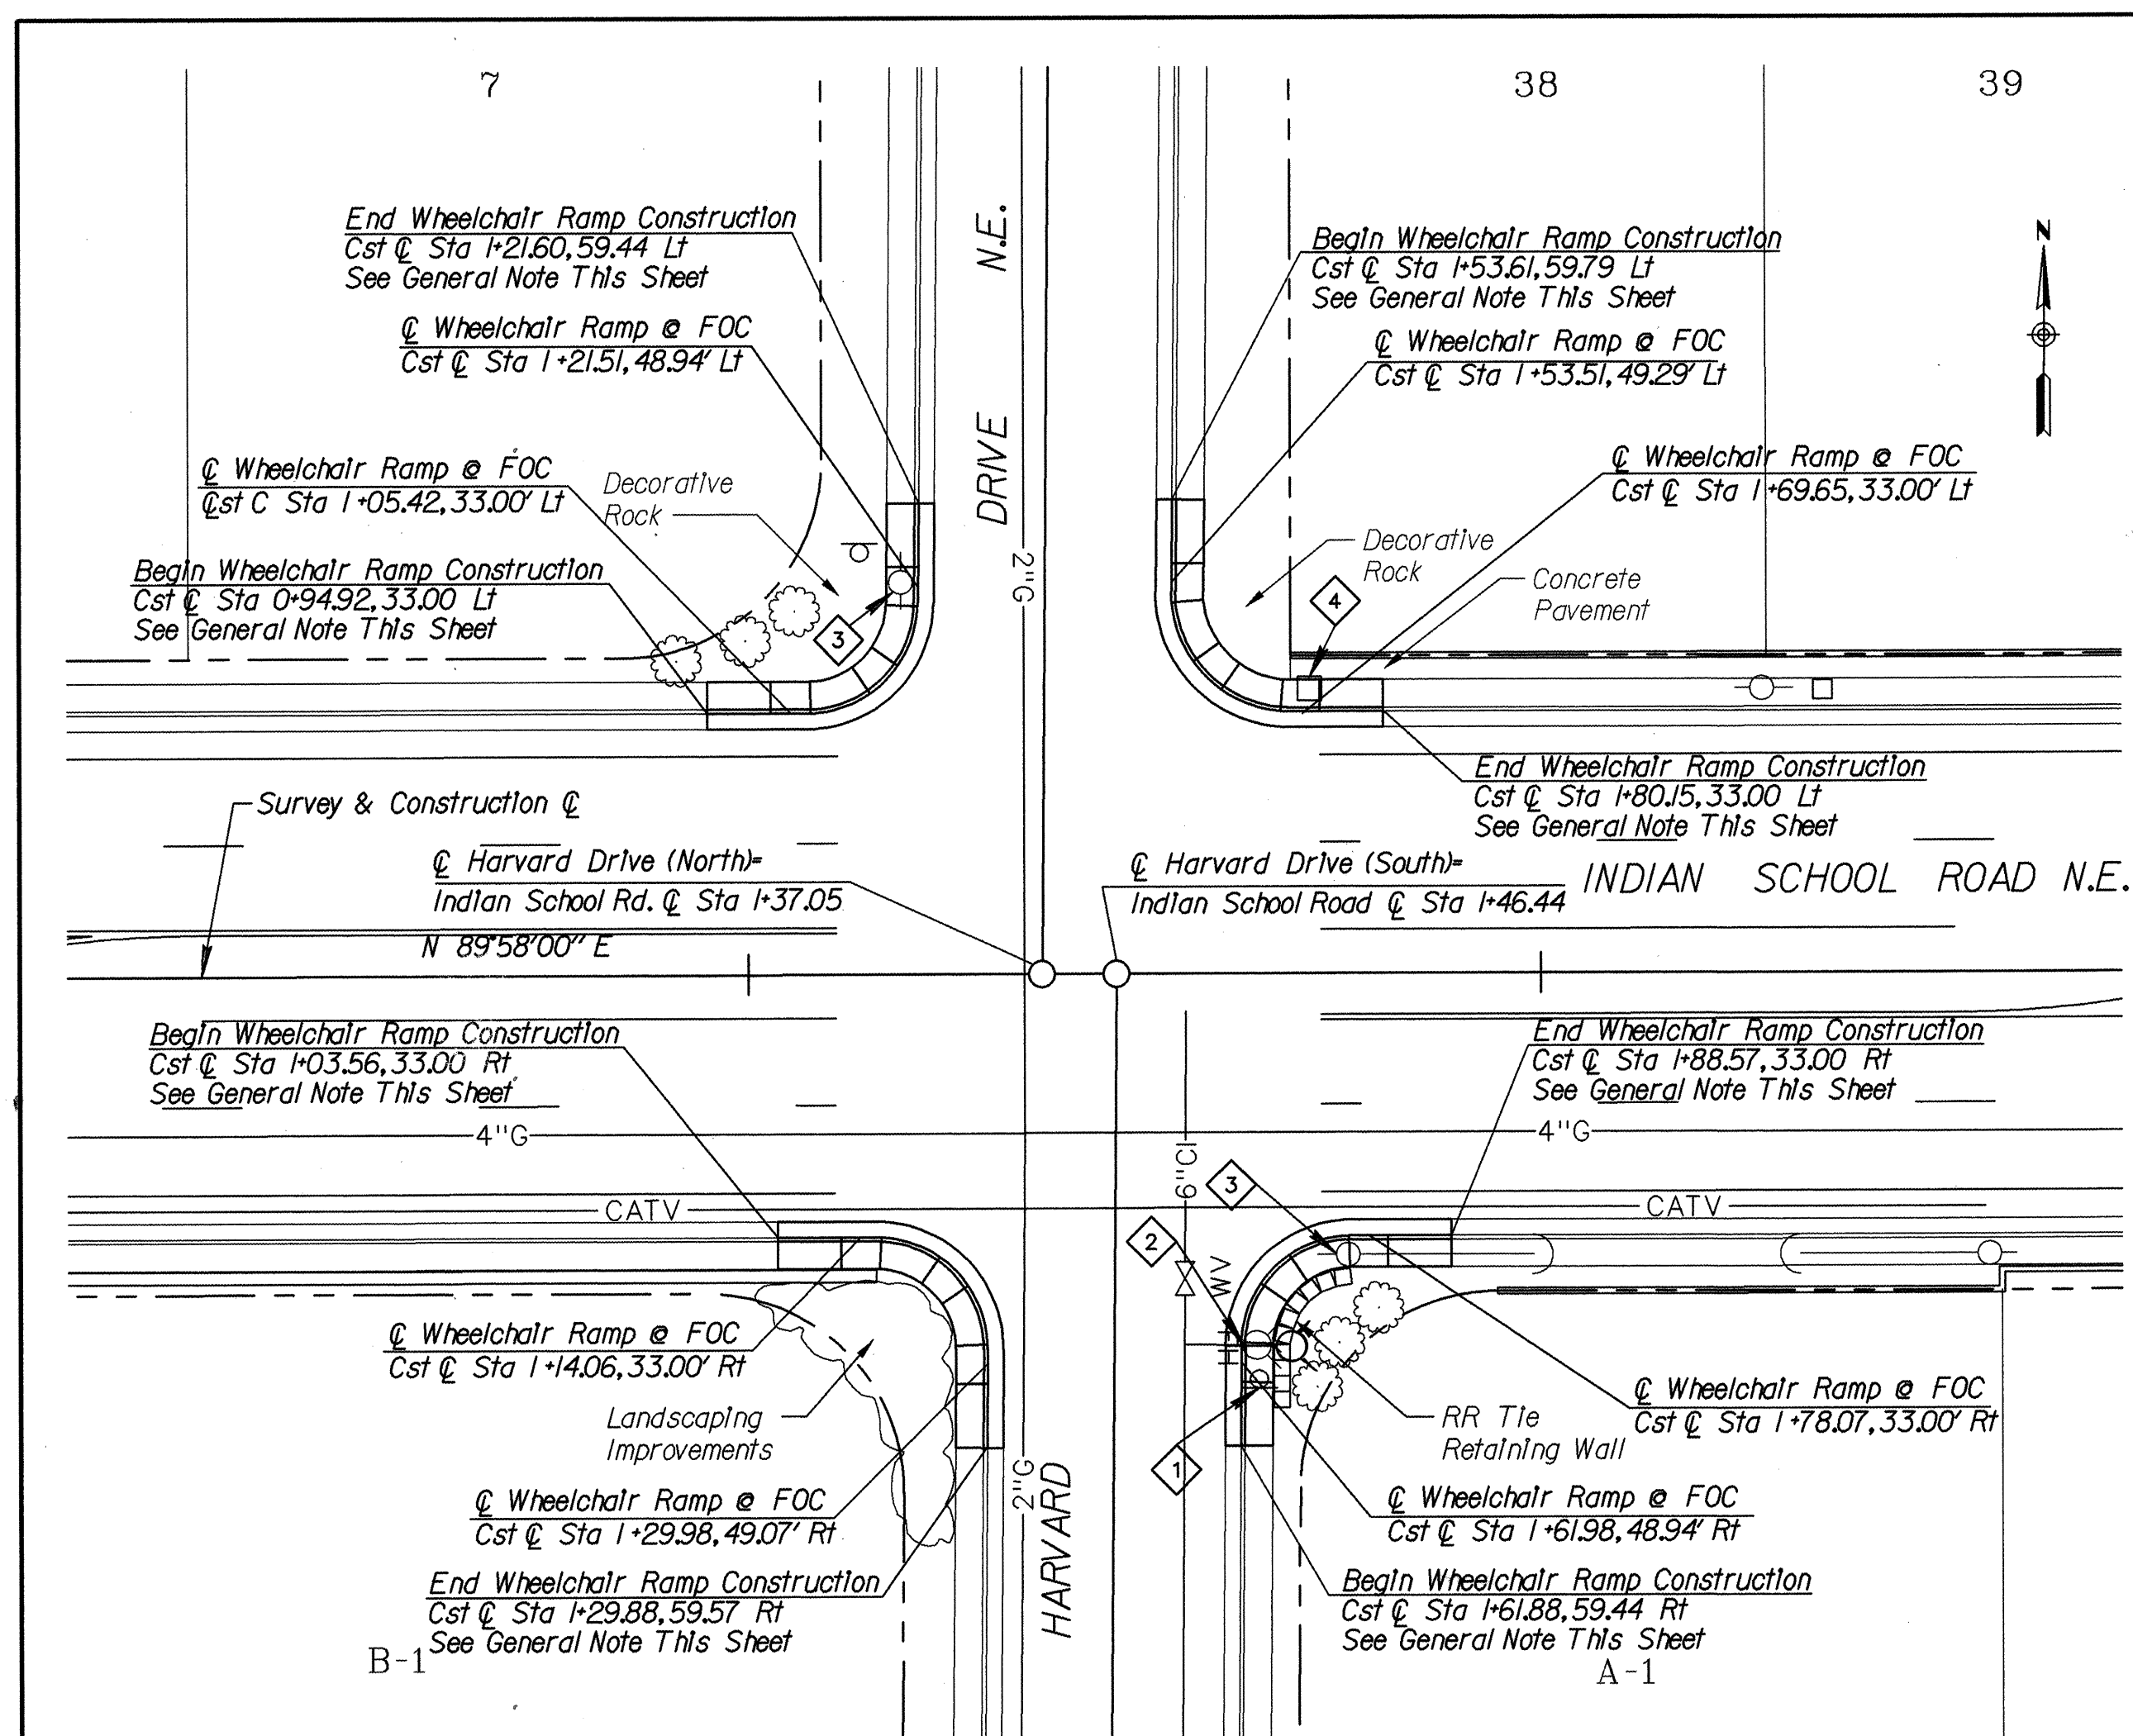 7
38
39
N
End Wheelchair Ramp Construction
Cst ℄ Sta 1+21.60, 59.44 Lt
See General Note This Sheet
℄ Wheelchair Ramp @ FOC
Cst ℄ Sta 1+21.51, 48.94' Lt
℄ Wheelchair Ramp @ FOC
℄st C Sta 1+05.42, 33.00' Lt
Decorative
Rock
Begin Wheelchair Ramp Construction
Cst ℄ Sta 0+94.92, 33.00 Lt
See General Note This Sheet
3
DRIVE N.E.
2"G
Begin Wheelchair Ramp Construction
Cst ℄ Sta 1+53.61, 59.79 Lt
See General Note This Sheet
℄ Wheelchair Ramp @ FOC
Cst ℄ Sta 1+53.51, 49.29' Lt
℄ Wheelchair Ramp @ FOC
Cst ℄ Sta 1+69.65, 33.00' Lt
Decorative
Rock
Concrete
Pavement
4
End Wheelchair Ramp Construction
Cst ℄ Sta 1+80.15, 33.00 Lt
See General Note This Sheet
Survey & Construction ℄
℄ Harvard Drive (North)=
Indian School Rd. ℄ Sta 1+37.05
℄ Harvard Drive (South)=
Indian School Road ℄ Sta 1+46.44
INDIAN SCHOOL ROAD N.E.
N 89°58'00" E
Begin Wheelchair Ramp Construction
Cst ℄ Sta 1+03.56, 33.00 Rt
See General Note This Sheet
End Wheelchair Ramp Construction
Cst ℄ Sta 1+88.57, 33.00 Rt
See General Note This Sheet
4"G
4"G
6"CI
3
CATV
CATV
2
WV
℄ Wheelchair Ramp @ FOC
Cst ℄ Sta 1+14.06, 33.00' Rt
Landscaping
Improvements
1
RR Tie
Retaining Wall
℄ Wheelchair Ramp @ FOC
Cst ℄ Sta 1+78.07, 33.00' Rt
℄ Wheelchair Ramp @ FOC
Cst ℄ Sta 1+29.98, 49.07' Rt
2"G
HARVARD
℄ Wheelchair Ramp @ FOC
Cst ℄ Sta 1+61.98, 48.94' Rt
End Wheelchair Ramp Construction
Cst ℄ Sta 1+29.88, 59.57 Rt
See General Note This Sheet
Begin Wheelchair Ramp Construction
Cst ℄ Sta 1+61.88, 59.44 Rt
See General Note This Sheet
B-1
A-1